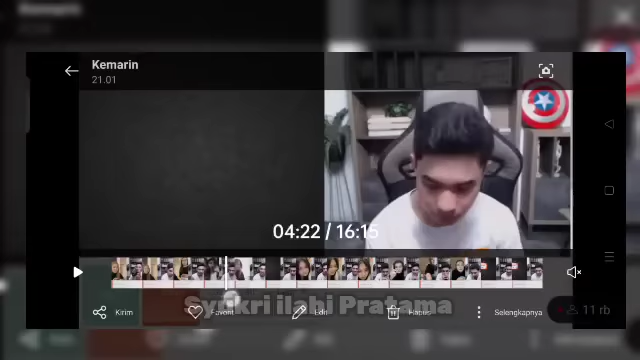 Kemarin
21.01
04:22 / 16:15
Syukri ilahi Pratama
Kirim
Favorit
Edit
Hapus
Selengkapnya
11 rb